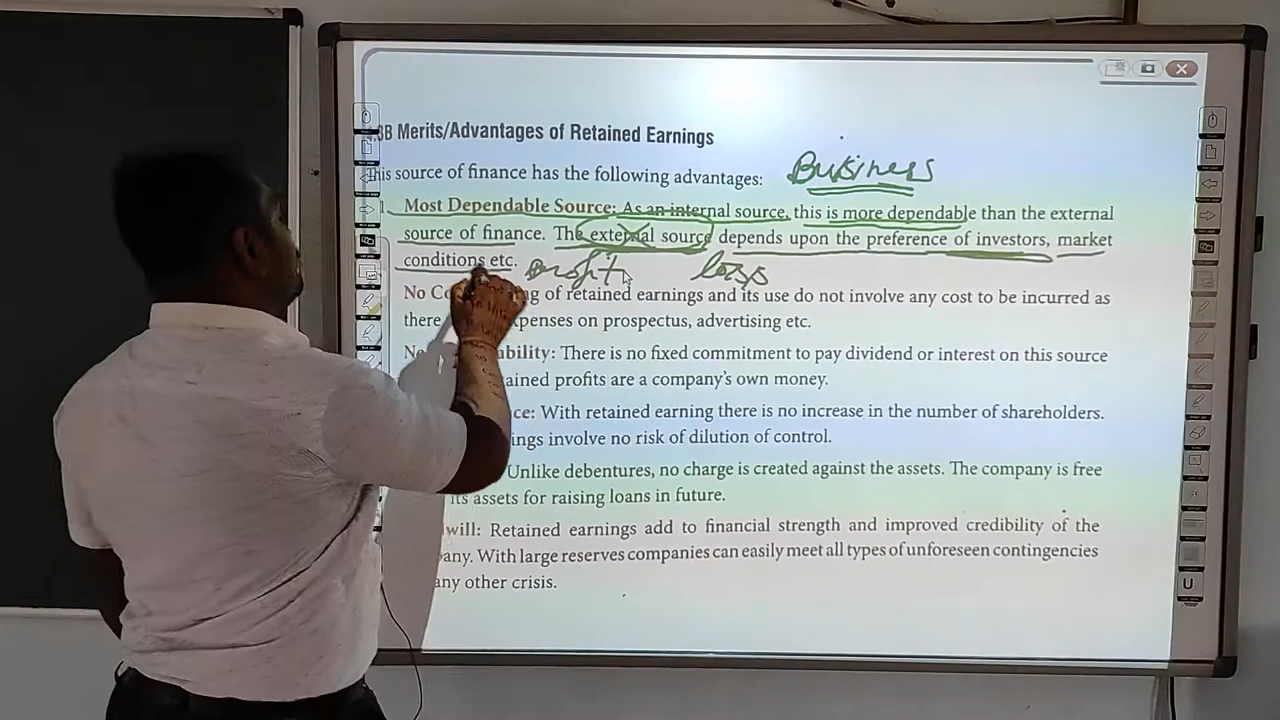 3B Merits/Advantages of Retained Earnings
This source of finance has the following advantages: Business
1. Most Dependable Source: As an internal source, this is more dependable than the external
source of finance. The external source depends upon the preference of investors, market
conditions etc. profit loss
No of retained earnings and its use do not involve any cost to be incurred as
there on prospectus, advertising etc.
There is no fixed commitment to pay dividend or interest on this source
profits are a company's own money.
With retained earning there is no increase in the number of shareholders.
involve no risk of dilution of control.
Unlike debentures, no charge is created against the assets. The company is free
its assets for raising loans in future.
will: Retained earnings add to financial strength and improved credibility of the
With large reserves companies can easily meet all types of unforeseen contingencies
any other crisis.
U